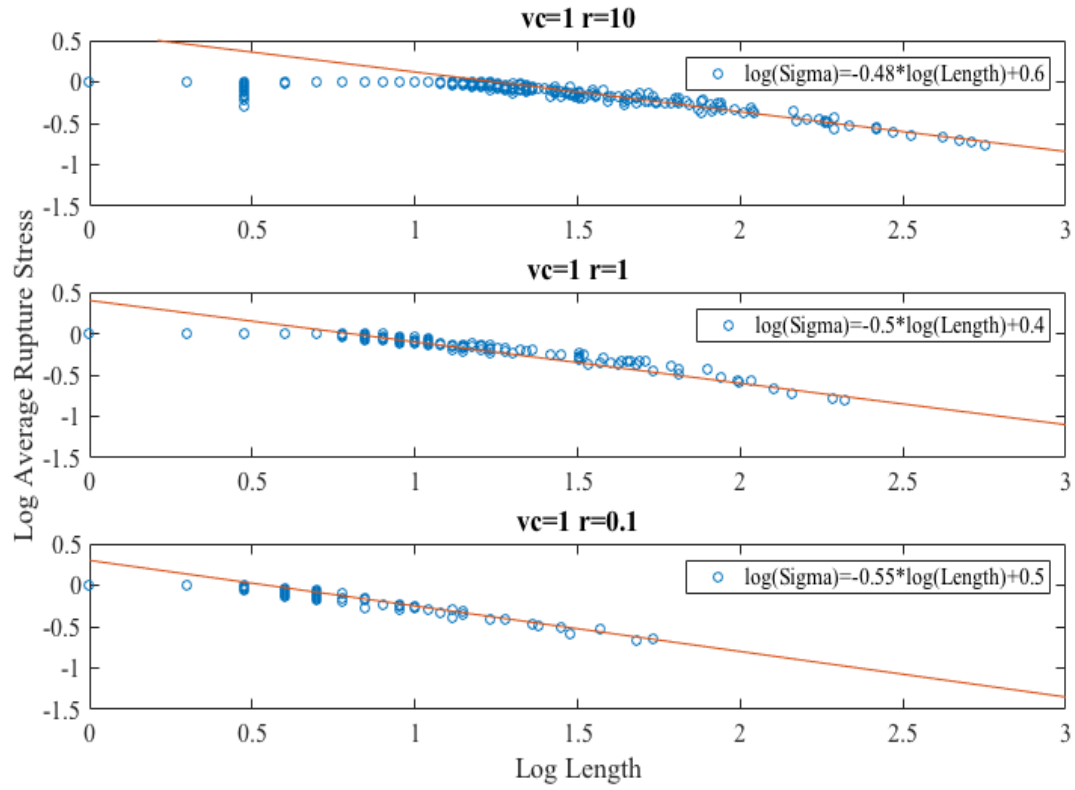 vc=1 r=10
log(Sigma)=-0.48*log(Length)+0.6
0.5
0
-0.5
-1
-1.5
0 0.5 1 1.5 2 2.5 3
vc=1 r=1
log(Sigma)=-0.5*log(Length)+0.4
0.5
0
-0.5
-1
-1.5
0 0.5 1 1.5 2 2.5 3
vc=1 r=0.1
log(Sigma)=-0.55*log(Length)+0.5
0.5
0
-0.5
-1
-1.5
0 0.5 1 1.5 2 2.5 3
Log Average Rupture Stress
Log Length